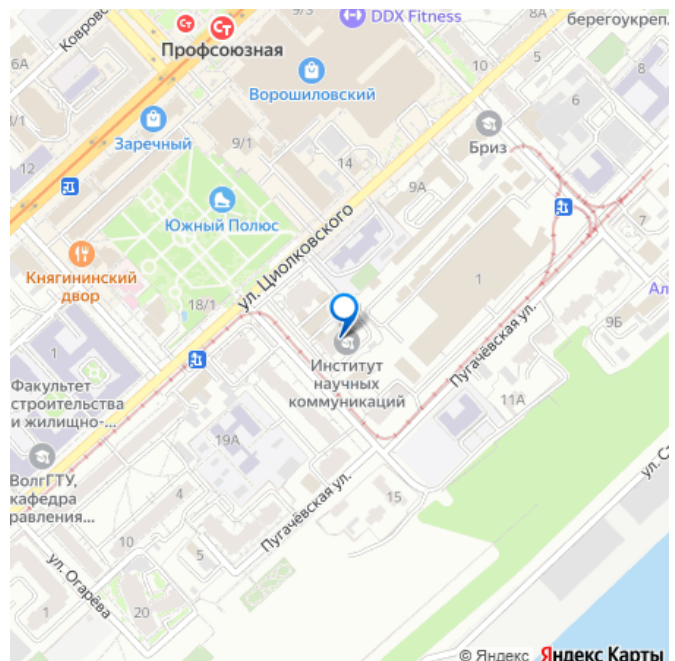 Ковровс
Ст
Ст
Профсоюзная
9/3
DDX Fitness
8А
берегоукреп.
6А
10
5
8
6
Ворошиловский
/1
Заречный
9/1
Бриз
12
14
9А
Южный Полюс
7
Княгининский
двор
ул. Циолковского
1
Ал
18/1
9Б
Пугачёвская ул.
Институт
научных
коммуникаций
Факультет
строительства
и жилищно-...
11А
19А
ВолгГТУ,
кафедра
равления...
4
15
ул. С
Пугачёвская ул.
10
5
ул. Огарёва
1
20
© Яндекс Яндекс Карты